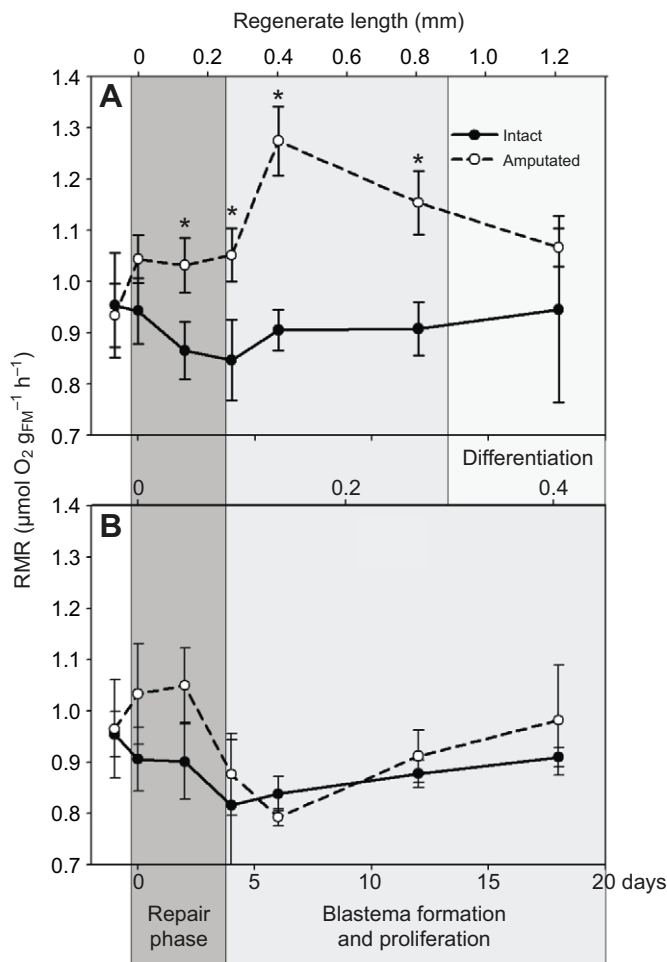 Regenerate length (mm)
0 0.2 0.4 0.6 0.8 1.0 1.2
1.4
A
1.3
*
Intact
Amputated
1.2
*
*
*
1.1
1.0
0.9
0.8
0.7
Differentiation
0 0.2 0.4
RMR (µmol O₂ gFM⁻¹ h⁻¹)
1.4
B
1.3
1.2
1.1
1.0
0.9
0.8
0.7
0 5 10 15 20 days
Repair
phase
Blastema formation
and proliferation